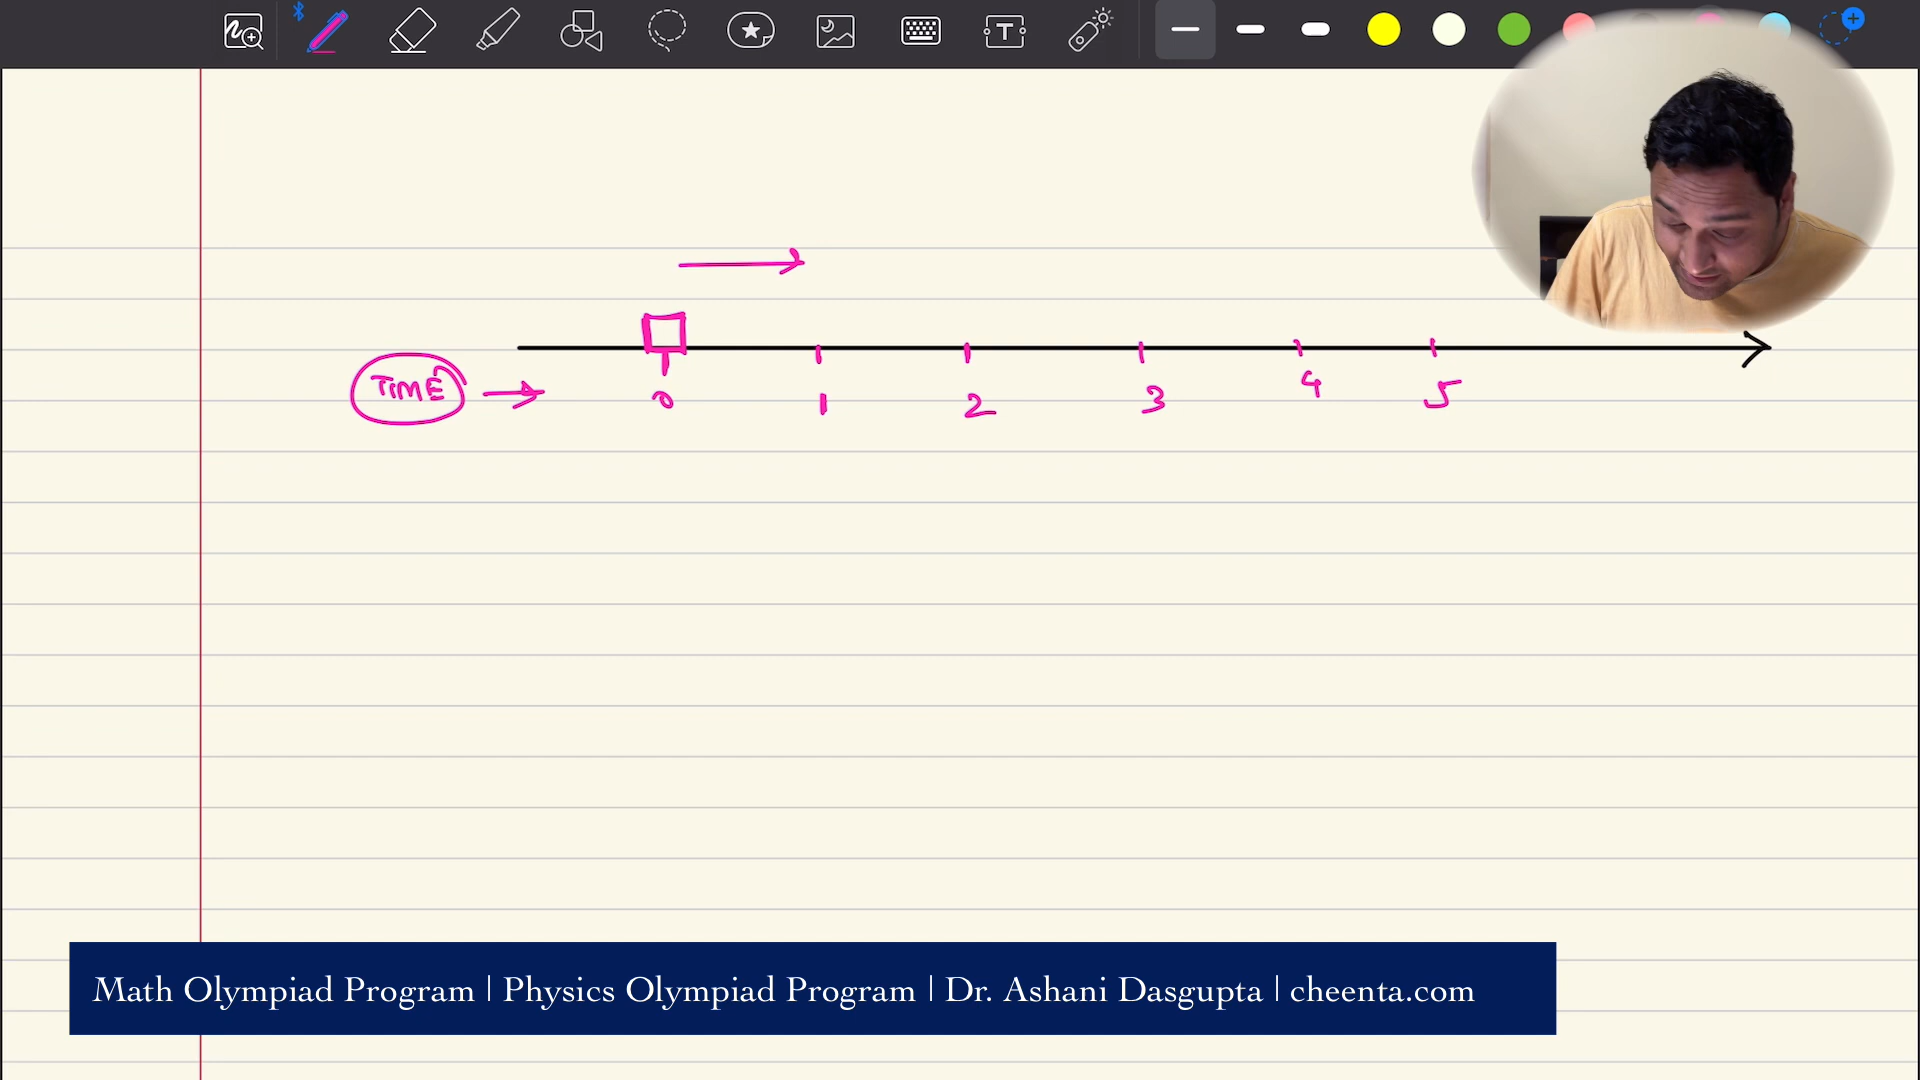 TIME → 0 1 2 3 4 5
Math Olympiad Program | Physics Olympiad Program | Dr. Ashani Dasgupta | cheenta.com